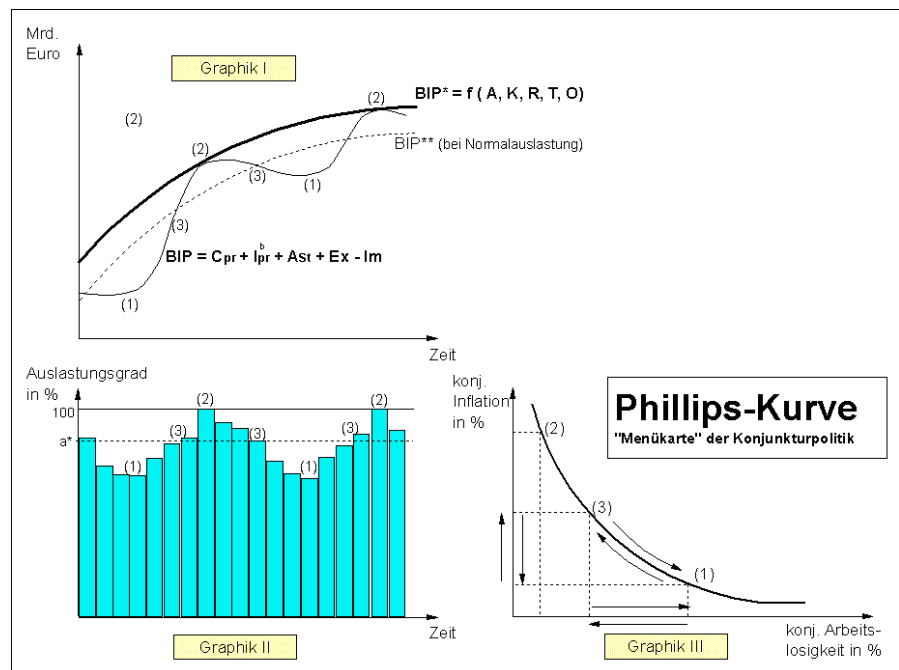 Mrd.
Euro
Graphik I
(2)
BIP* = f ( A, K, R, T, O)
(2)
(2)
BIP** (bei Normalauslastung)
(3)
(1)
(3)
BIP = Cpr + Ibpr + Ast + Ex - Im
(1)
Zeit
Auslastungsgrad
in %
100
a*
(2)
(2)
(3)
(3)
(3)
(1)
(1)
Zeit
Graphik II
konj.
Inflation
in %
Phillips-Kurve
"Menükarte" der Konjunkturpolitik
(2)
(3)
(1)
Graphik III
konj. Arbeits-
losigkeit in %